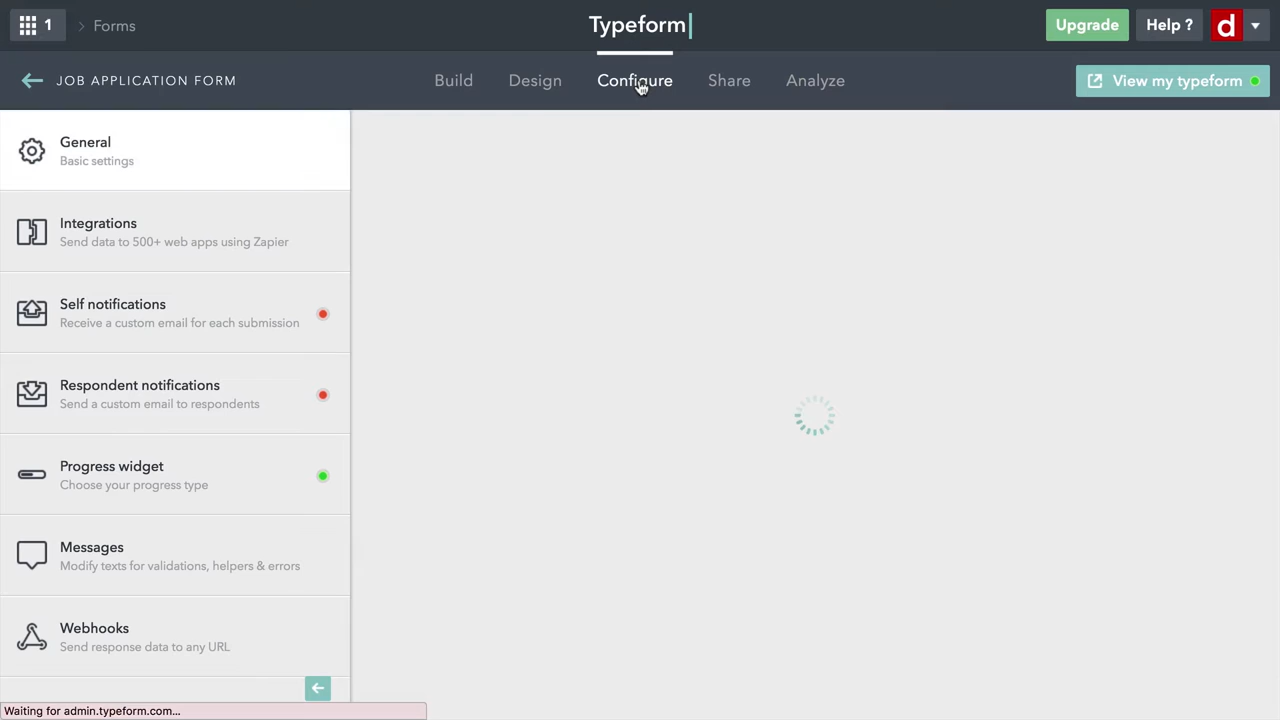 1
Forms
Typeform
Upgrade
Help ?
d
JOB APPLICATION FORM
Build
Design
Configure
Share
Analyze
View my typeform
General
Basic settings
Integrations
Send data to 500+ web apps using Zapier
Self notifications
Receive a custom email for each submission
Respondent notifications
Send a custom email to respondents
Progress widget
Choose your progress type
Messages
Modify texts for validations, helpers & errors
Webhooks
Send response data to any URL
Waiting for admin.typeform.com...